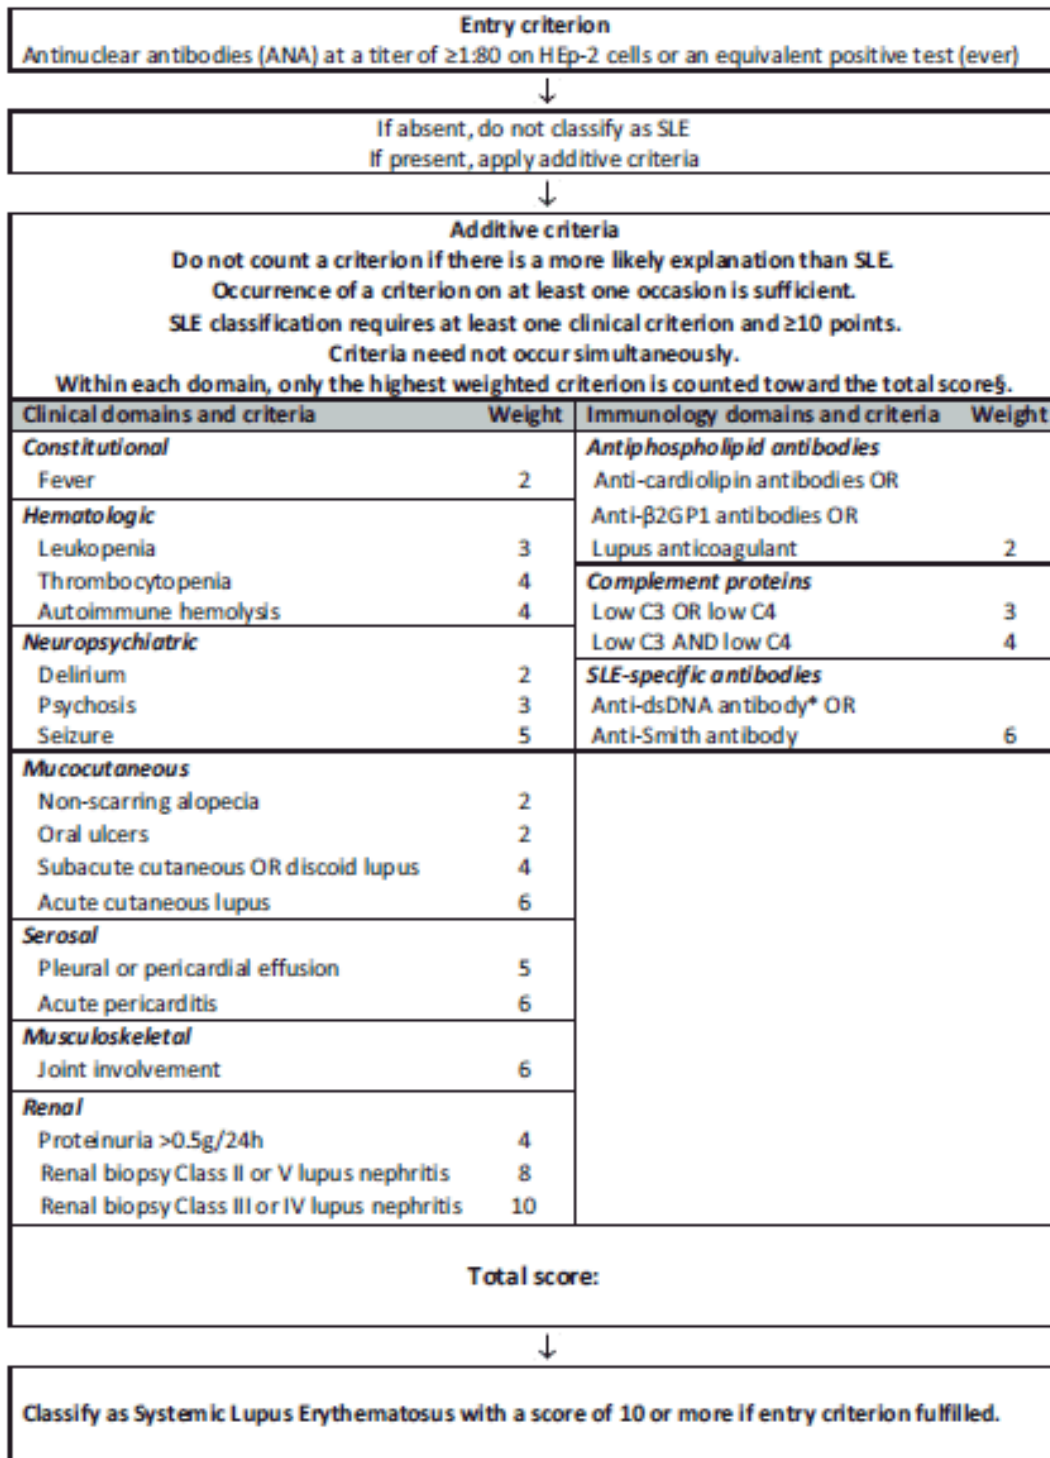 Entry criterion
Antinuclear antibodies (ANA) at a titer of ≥1:80 on HEp-2 cells or an equivalent positive test (ever)
↓
If absent, do not classify as SLE
If present, apply additive criteria
↓
Additive criteria
Do not count a criterion if there is a more likely explanation than SLE.
Occurrence of a criterion on at least one occasion is sufficient.
SLE classification requires at least one clinical criterion and ≥10 points.
Criteria need not occur simultaneously.
Within each domain, only the highest weighted criterion is counted toward the total score§.
Clinical domains and criteria Weight
Constitutional
Fever 2
Hematologic
Leukopenia 3
Thrombocytopenia 4
Autoimmune hemolysis 4
Neuropsychiatric
Delirium 2
Psychosis 3
Seizure 5
Mucocutaneous
Non-scarring alopecia 2
Oral ulcers 2
Subacute cutaneous OR discoid lupus 4
Acute cutaneous lupus 6
Serosal
Pleural or pericardial effusion 5
Acute pericarditis 6
Musculoskeletal
Joint involvement 6
Renal
Proteinuria >0.5g/24h 4
Renal biopsy Class II or V lupus nephritis 8
Renal biopsy Class III or IV lupus nephritis 10
Immunology domains and criteria Weight
Antiphospholipid antibodies
Anti-cardiolipin antibodies OR
Anti-β2GP1 antibodies OR
Lupus anticoagulant 2
Complement proteins
Low C3 OR low C4 3
Low C3 AND low C4 4
SLE-specific antibodies
Anti-dsDNA antibody* OR
Anti-Smith antibody 6
Total score:
↓
Classify as Systemic Lupus Erythematosus with a score of 10 or more if entry criterion fulfilled.